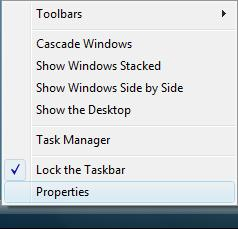 Toolbars
Cascade Windows
Show Windows Stacked
Show Windows Side by Side
Show the Desktop
Task Manager
Lock the Taskbar
Properties